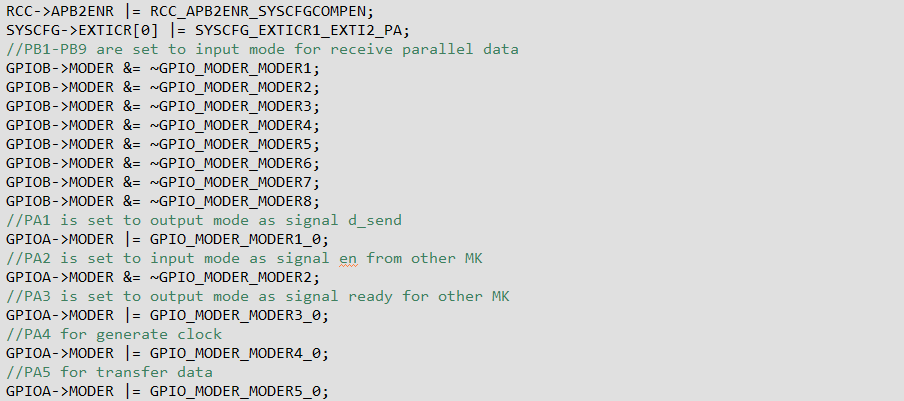 RCC->APB2ENR |= RCC_APB2ENR_SYSCFGCOMPEN;
SYSCFG->EXTICR[0] |= SYSCFG_EXTICR1_EXTI2_PA;
//PB1-PB9 are set to input mode for receive parallel data
GPIOB->MODER &= ~GPIO_MODER_MODER1;
GPIOB->MODER &= ~GPIO_MODER_MODER2;
GPIOB->MODER &= ~GPIO_MODER_MODER3;
GPIOB->MODER &= ~GPIO_MODER_MODER4;
GPIOB->MODER &= ~GPIO_MODER_MODER5;
GPIOB->MODER &= ~GPIO_MODER_MODER6;
GPIOB->MODER &= ~GPIO_MODER_MODER7;
GPIOB->MODER &= ~GPIO_MODER_MODER8;
//PA1 is set to output mode as signal d_send
GPIOA->MODER |= GPIO_MODER_MODER1_0;
//PA2 is set to input mode as signal en from other MK
GPIOA->MODER &= ~GPIO_MODER_MODER2;
//PA3 is set to output mode as signal ready for other MK
GPIOA->MODER |= GPIO_MODER_MODER3_0;
//PA4 for generate clock
GPIOA->MODER |= GPIO_MODER_MODER4_0;
//PA5 for transfer data
GPIOA->MODER |= GPIO_MODER_MODER5_0;